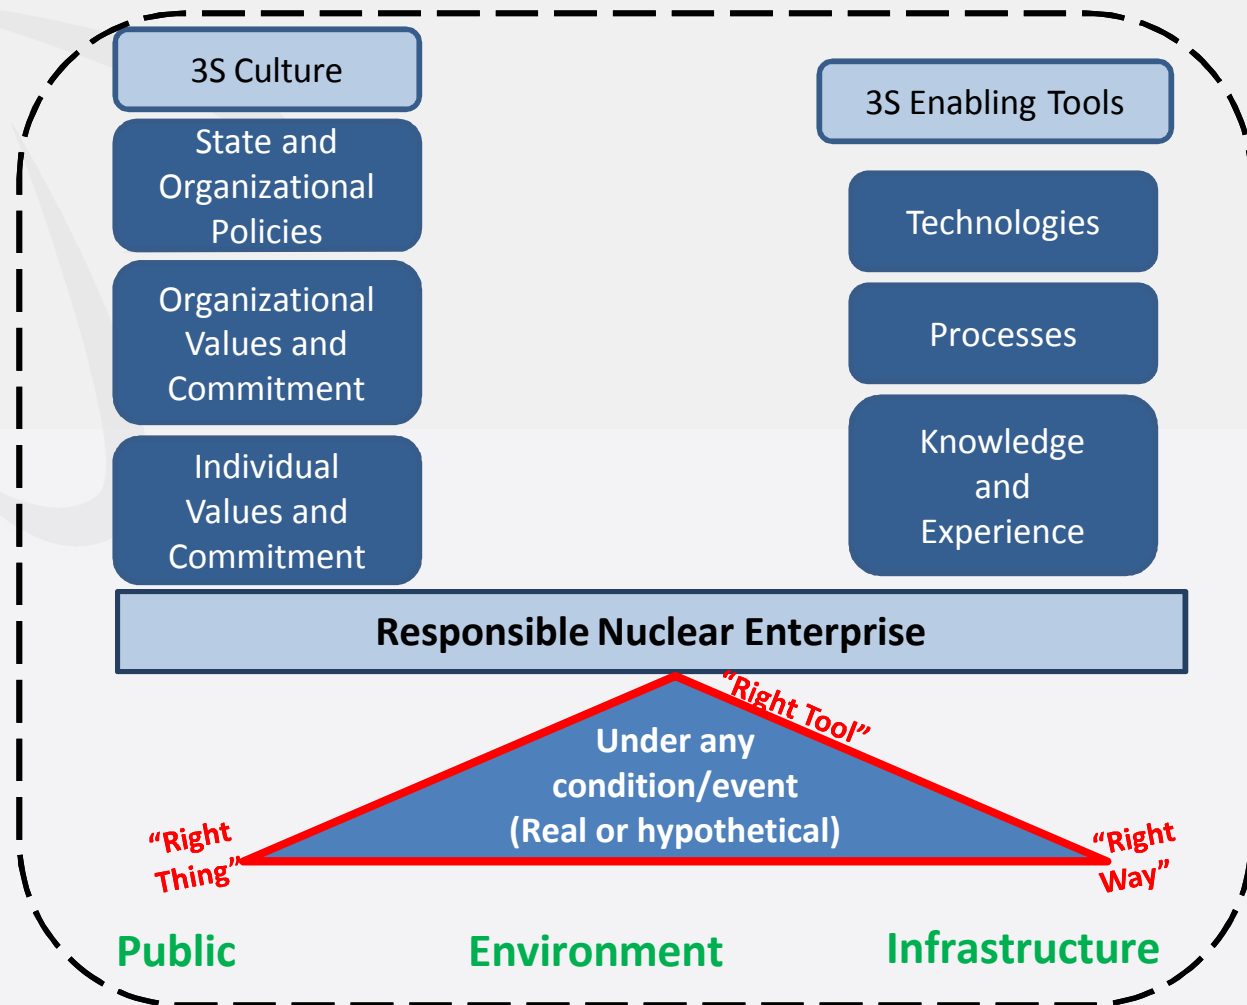 3S Culture
State and
Organizational
Policies
Organizational
Values and
Commitment
Individual
Values and
Commitment
3S Enabling Tools
Technologies
Processes
Knowledge
and
Experience
Responsible Nuclear Enterprise
“Right Tool”
Under any
condition/event
(Real or hypothetical)
“Right
Thing”
“Right
Way”
Public
Environment
Infrastructure